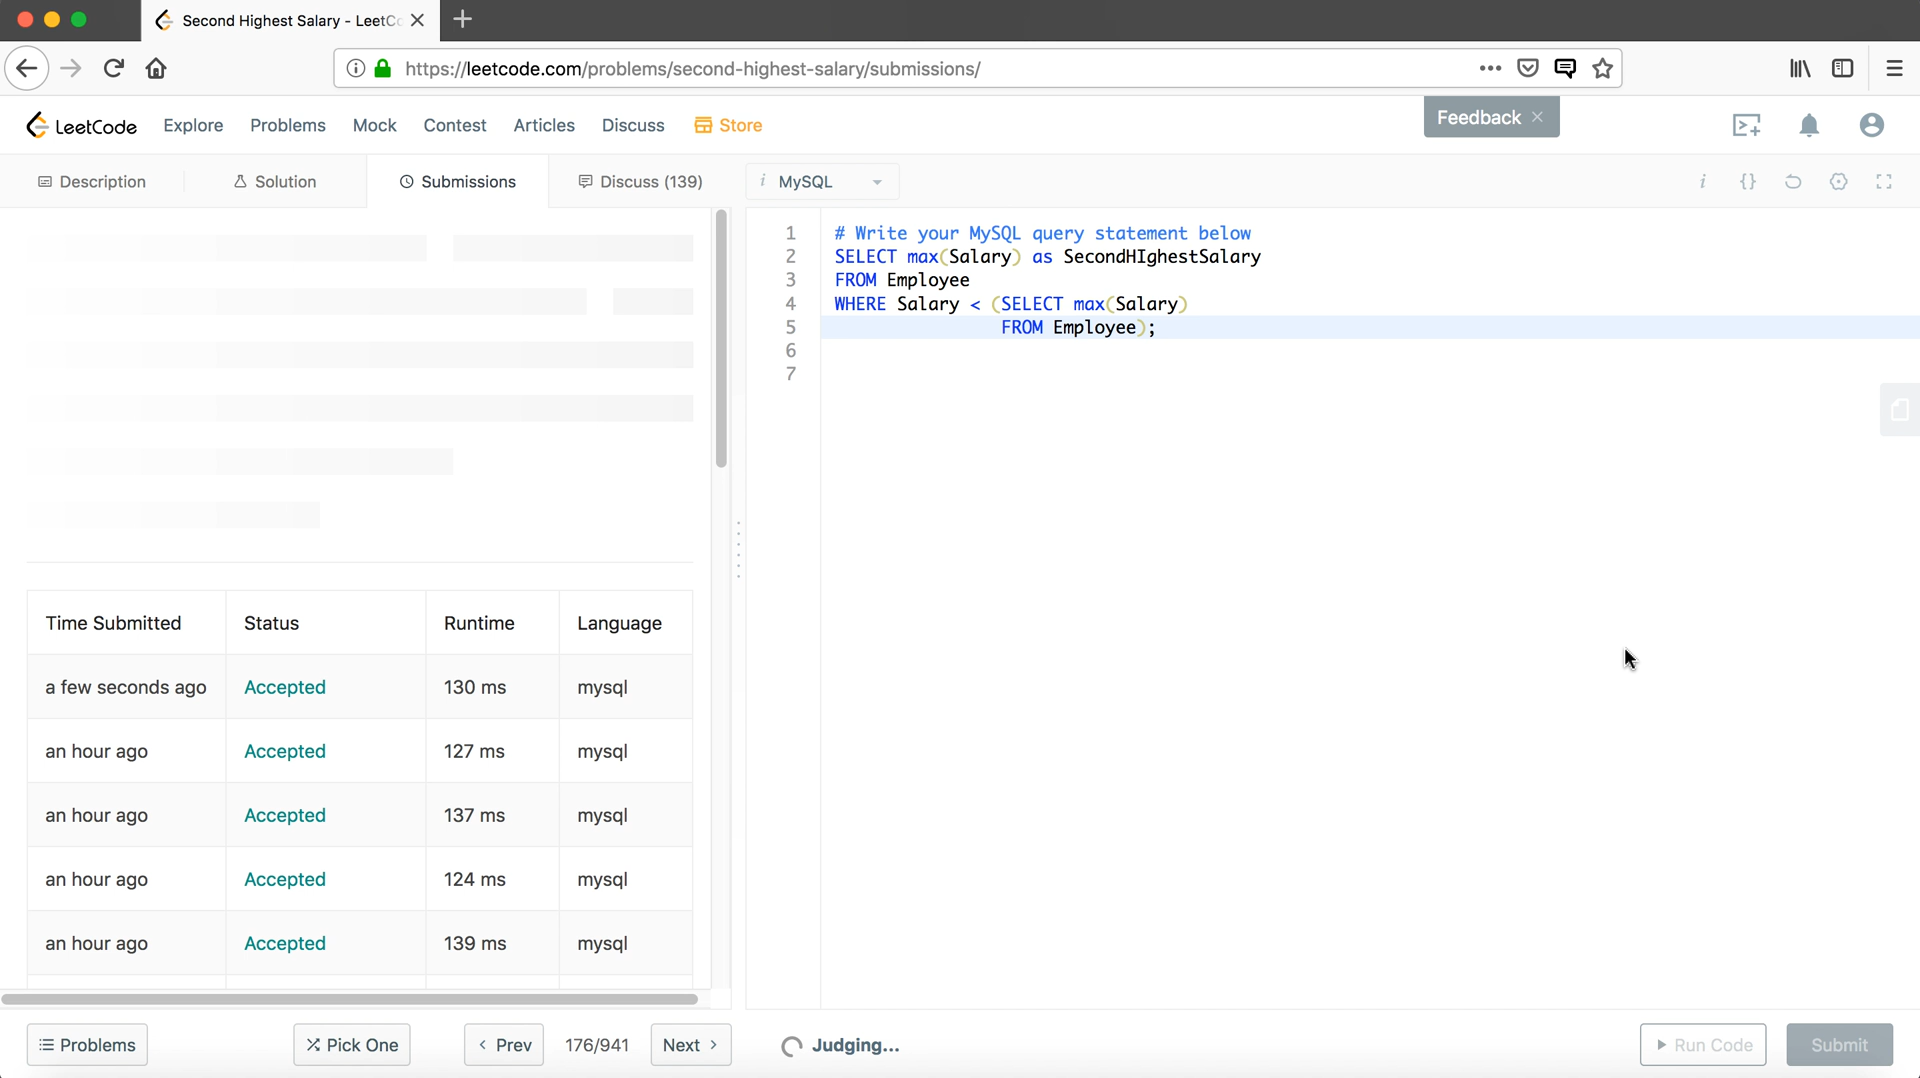 Second Highest Salary - LeetC
https://leetcode.com/problems/second-highest-salary/submissions/
LeetCode Explore Problems Mock Contest Articles Discuss Store Feedback
Description Solution Submissions Discuss (139) i MySQL i {}
1 # Write your MySQL query statement below
2 SELECT max(Salary) as SecondHIghestSalary
3 FROM Employee
4 WHERE Salary < (SELECT max(Salary)
5 FROM Employee);
6
7
Time Submitted Status Runtime Language
a few seconds ago Accepted 130 ms mysql
an hour ago Accepted 127 ms mysql
an hour ago Accepted 137 ms mysql
an hour ago Accepted 124 ms mysql
an hour ago Accepted 139 ms mysql
Problems Pick One < Prev 176/941 Next > Judging... Run Code Submit